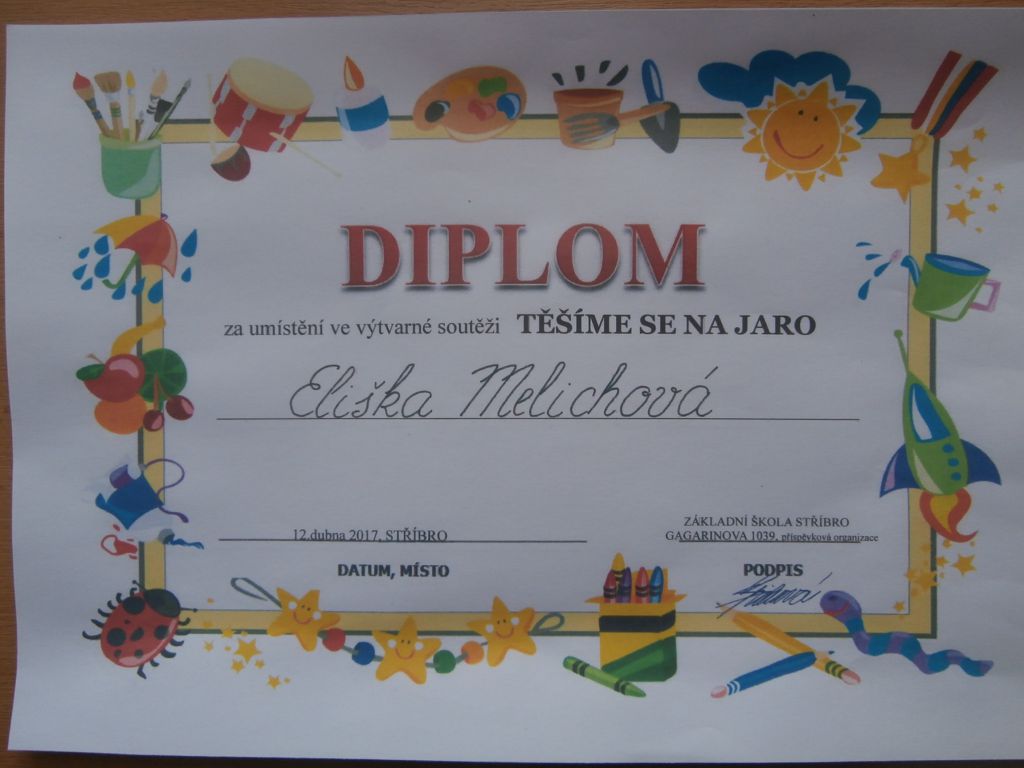 DIPLOM
za umístění ve výtvarné soutěži TĚŠÍME SE NA JARO
Eliška Melichová
12.dubna 2017, STŘÍBRO
ZÁKLADNÍ ŠKOLA STŘÍBRO
GAGARINOVA 1039, příspěvková organizace
DATUM, MÍSTO
PODPIS